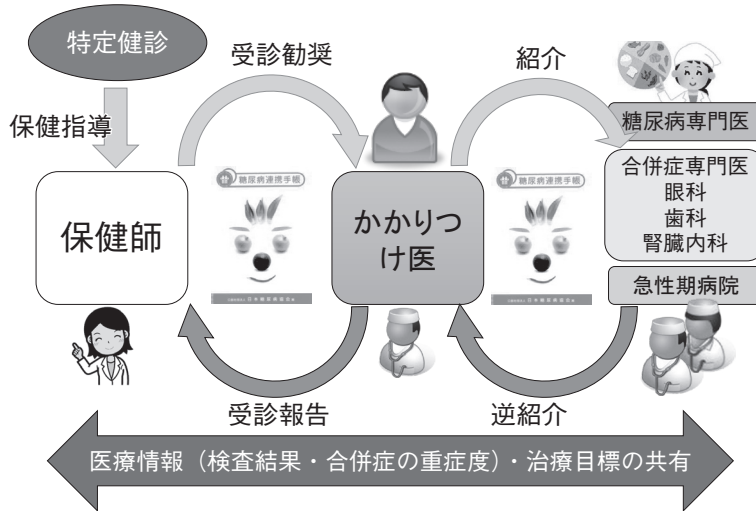 特定健診
受診勧奨
紹介
保健指導
糖尿病専門医
糖尿病連携手帳
糖尿病連携手帳
合併症専門医
眼科
歯科
腎臓内科
保健師
かかりつ
け医
急性期病院
受診報告
逆紹介
医療情報（検査結果・合併症の重症度）・治療目標の共有